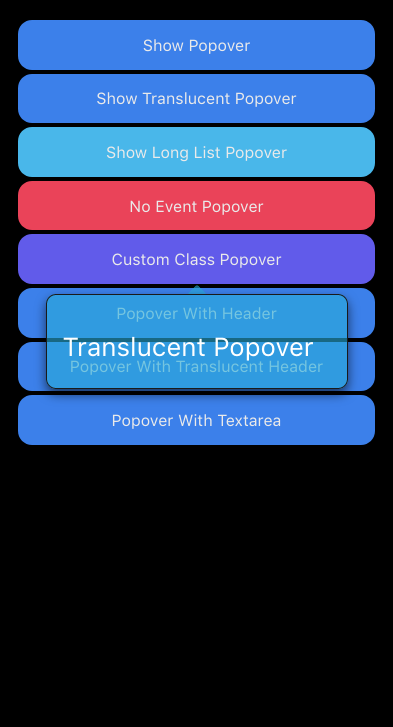 Show Popover
Show Translucent Popover
Show Long List Popover
No Event Popover
Custom Class Popover
Popover With Header
Translucent Popover
Popover With Translucent Header
Popover With Textarea